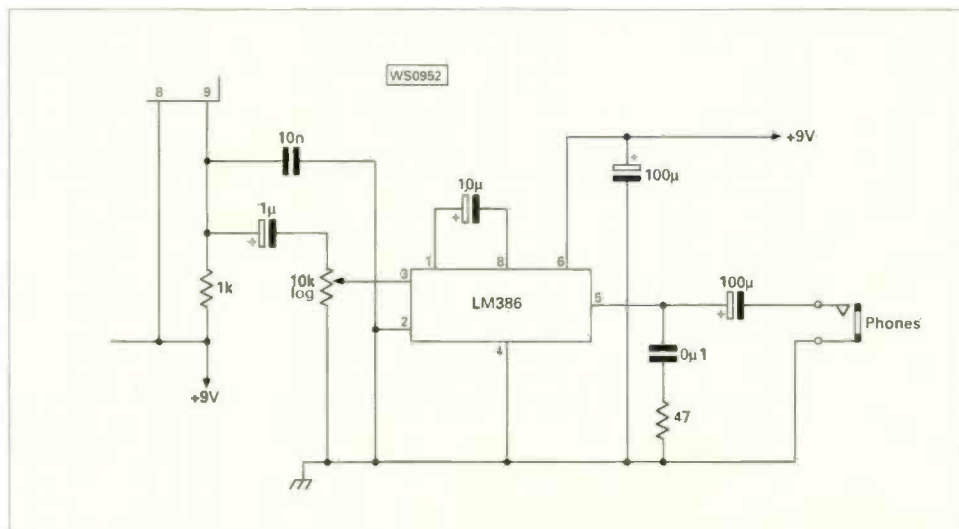 WS0952
8 9
10n
+9V
100µ
+
10µ
1µ
+
+
1k
10k
log
1 8 6
3
LM386
5
100µ
+
Phones
2
4
0µ1
47
+9V